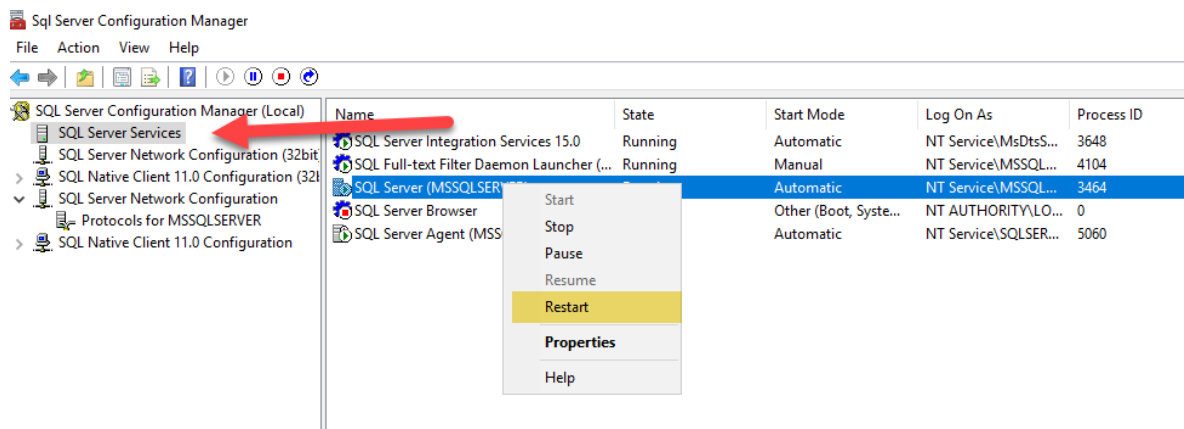 Sql Server Configuration Manager
File Action View Help
SQL Server Configuration Manager (Local)
SQL Server Services
SQL Server Network Configuration (32bit
SQL Native Client 11.0 Configuration (32
SQL Server Network Configuration
Protocols for MSSQLSERVER
SQL Native Client 11.0 Configuration
Name State Start Mode Log On As Process ID
SQL Server Integration Services 15.0 Running Automatic NT Service\MsDtsS... 3648
SQL Full-text Filter Daemon Launcher (... Running Manual NT Service\MSSQL... 4104
SQL Server (MSSQLSERVER) Automatic NT Service\MSSQL... 3464
SQL Server Browser Other (Boot, Syste... NT AUTHORITY\LO... 0
SQL Server Agent (MSS Automatic NT Service\SQLSER... 5060
Start
Stop
Pause
Resume
Restart
Properties
Help